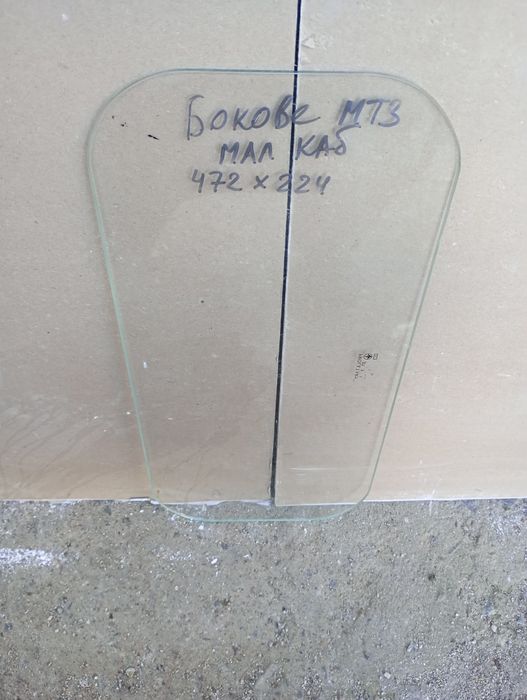 Бокове МТЗ
мал каб
472 x 224